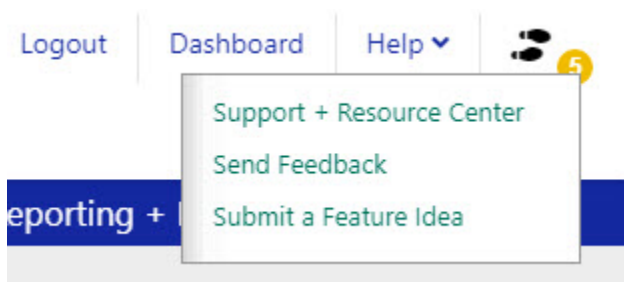 Logout Dashboard Help
5
Support + Resource Center
Send Feedback
eporting +
Submit a Feature Idea